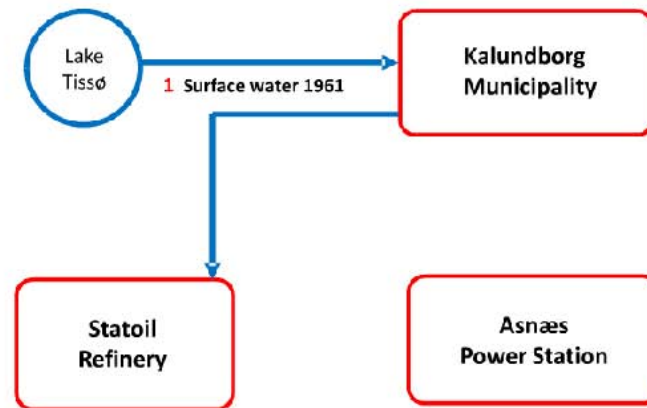 Lake
Tissø
1 Surface water 1961
Kalundborg
Municipality
Statoil
Refinery
Asnæs
Power Station